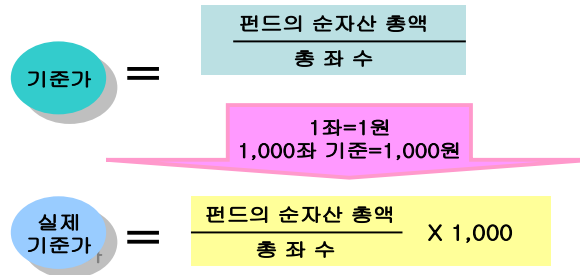 펀드의 순자산 총액
기준가 =
총 좌 수
1좌=1원
1,000좌 기준=1,000원
실제
기준가 =
펀드의 순자산 총액
총 좌 수
X 1,000